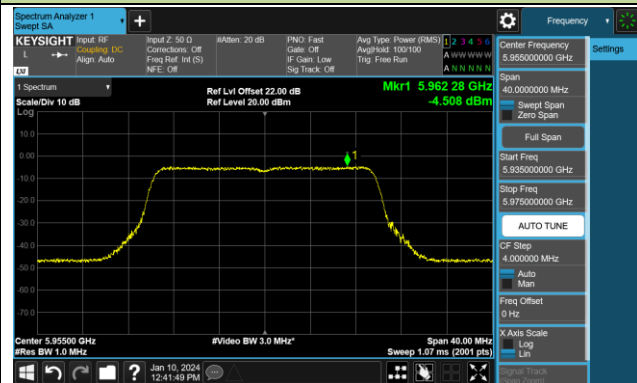 Spectrum Analyzer 1
Swept SA
Frequency
KEYSIGHT
L
LXI
Input: RF
Coupling: DC
Align: Auto
Input Z: 50 Ω
Corrections: Off
Freq Ref: Int (S)
NFE: Off
#Atten: 20 dB
PNO: Fast
Gate: Off
IF Gain: Low
Sig Track: Off
Avg Type: Power (RMS)
Avg|Hold: 100/100
Trig: Free Run
1 2 3 4 5 6
A W W W W W
A N N N N N
1 Spectrum
Scale/Div 10 dB
Log
Ref Lvl Offset 22.00 dB
Ref Level 20.00 dBm
Mkr1 5.962 28 GHz
-4.508 dBm
1
10.0
0.00
-10.0
-20.0
-30.0
-40.0
-50.0
-60.0
-70.0
Center 5.95500 GHz
#Res BW 1.0 MHz
#Video BW 3.0 MHz*
Span 40.00 MHz
Sweep 1.07 ms (2001 pts)
?
Jan 10, 2024
12:41:49 PM
Center Frequency
5.955000000 GHz
Settings
Span
40.0000000 MHz
Swept Span
Zero Span
Full Span
Start Freq
5.935000000 GHz
Stop Freq
5.975000000 GHz
AUTO TUNE
CF Step
4.000000 MHz
Auto
Man
Freq Offset
0 Hz
X Axis Scale
Log
Lin
Signal Track
(Span Zoom)